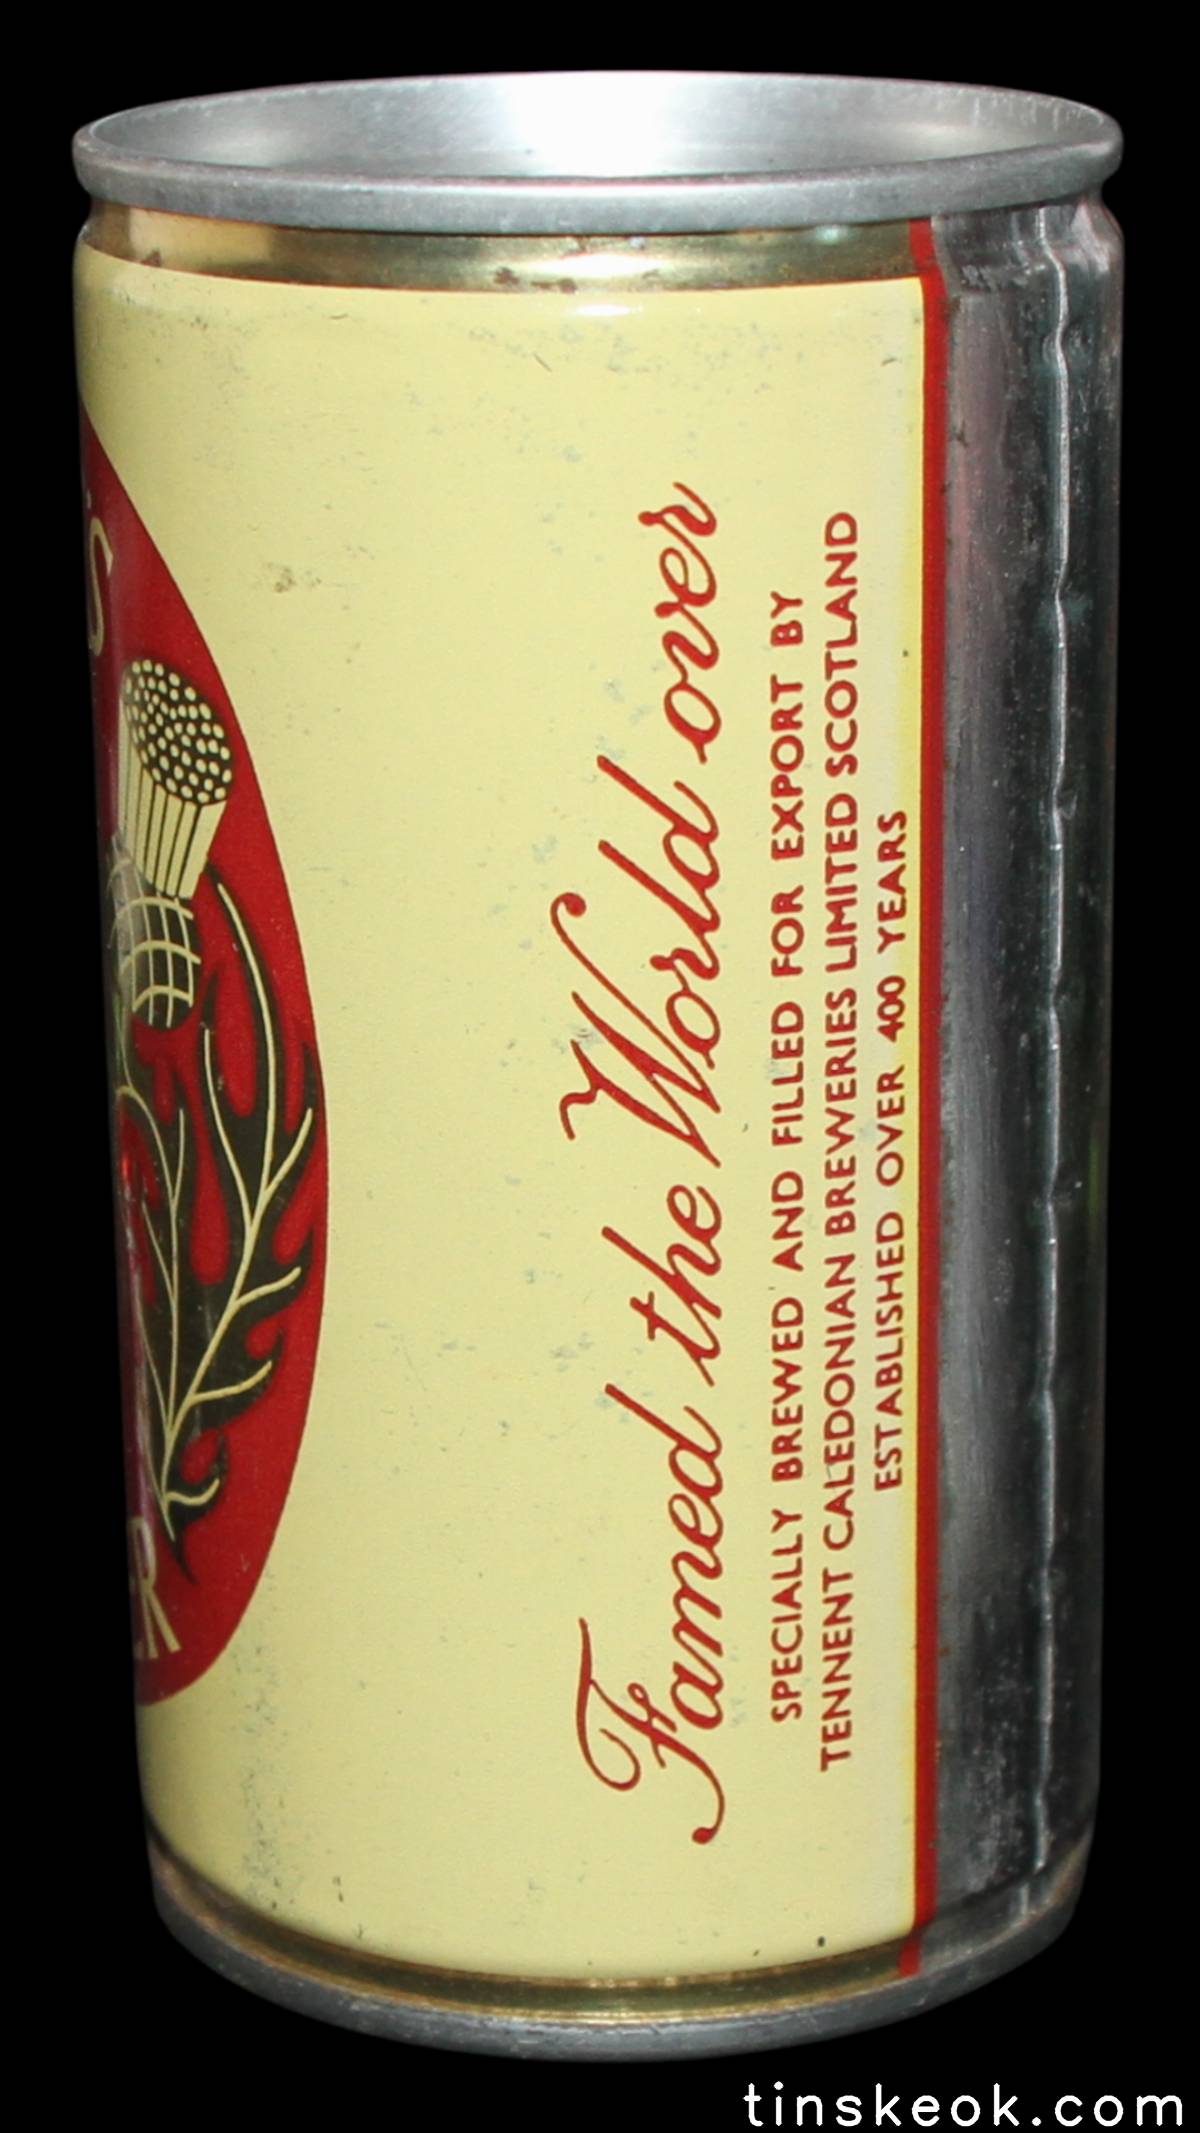 'S
ER
Famed the World over
SPECIALLY BREWED AND FILLED FOR EXPORT BY
TENNENT CALEDONIAN BREWERIES LIMITED SCOTLAND
ESTABLISHED OVER 400 YEARS
tinskeok.com